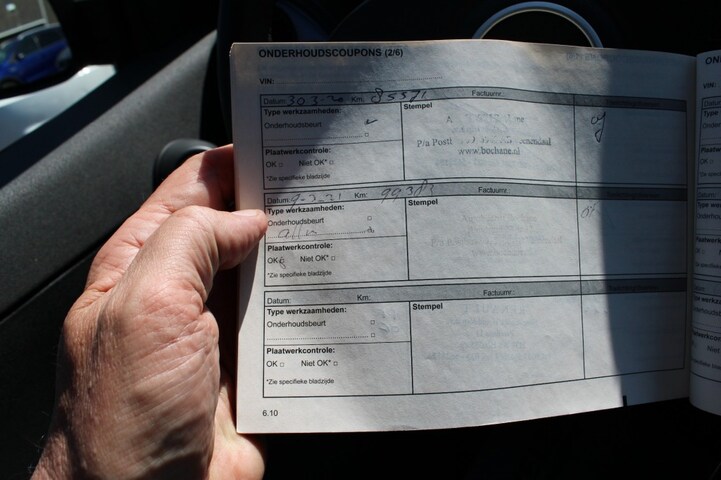 ONDERHOUDSCOUPONS (2/6)
VIN:
Datum: 30 3-20 Km: 85571 Factuurnr.:
Type werkzaamheden:
Onderhoudsbeurt
Stempel
P/a Post
www.bochane.nl
Plaatwerkcontrole:
OK Niet OK*
*Zie specifieke bladzijde
Datum: 9-3-21 Km: 99383 Factuurnr.:
Type werkzaamheden:
Onderhoudsbeurt
Stempel
Plaatwerkcontrole:
OK Niet OK*
*Zie specifieke bladzijde
Datum: Km: Factuurnr.:
Type werkzaamheden:
Onderhoudsbeurt
Stempel
Plaatwerkcontrole:
OK Niet OK*
*Zie specifieke bladzijde
6.10